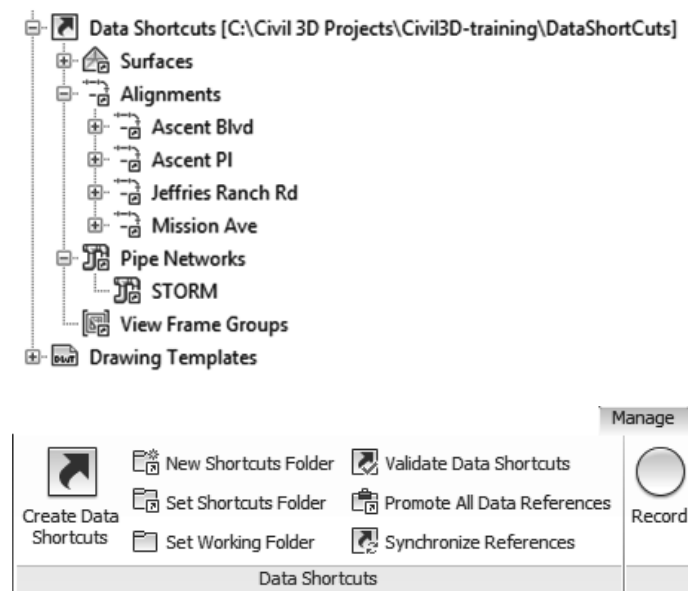 Data Shortcuts [C:\Civil 3D Projects\Civil3D-training\DataShortCuts]
Surfaces
Alignments
Ascent Blvd
Ascent Pl
Jeffries Ranch Rd
Mission Ave
Pipe Networks
STORM
View Frame Groups
DWT Drawing Templates
Manage
Create Data Shortcuts
New Shortcuts Folder
Set Shortcuts Folder
Set Working Folder
Validate Data Shortcuts
Promote All Data References
Synchronize References
Record
Data Shortcuts